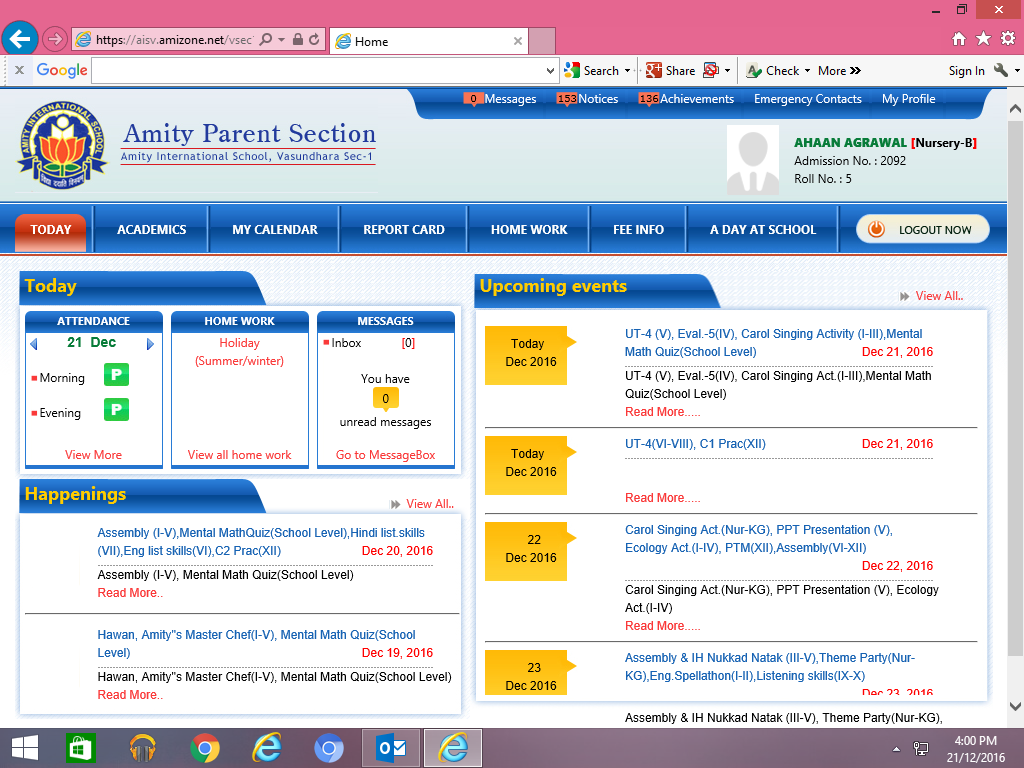 https://aisv.amizone.net/vsec
Home
Google
Search
Share
Check
More »
Sign In
0 Messages 153 Notices 136 Achievements Emergency Contacts My Profile
AMITY INTERNATIONAL SCHOOL
Amity Parent Section
Amity International School, Vasundhara Sec-1
AHAAN AGRAWAL [Nursery-B]
Admission No. : 2092
Roll No. : 5
TODAY ACADEMICS MY CALENDAR REPORT CARD HOME WORK FEE INFO A DAY AT SCHOOL LOGOUT NOW
Today
ATTENDANCE
21 Dec
Morning P
Evening P
View More
HOME WORK
Holiday
(Summer/winter)
View all home work
MESSAGES
Inbox [0]
You have
0
unread messages
Go to MessageBox
Happenings
View All..
Assembly (I-V),Mental MathQuiz(School Level),Hindi list.skills
(VII),Eng list skills(VI),C2 Prac(XII) Dec 20, 2016
Assembly (I-V), Mental Math Quiz(School Level)
Read More..
Hawan, Amity"s Master Chef(I-V), Mental Math Quiz(School
Level) Dec 19, 2016
Hawan, Amity"s Master Chef(I-V), Mental Math Quiz(School Level)
Read More..
Upcoming events
View All..
Today
Dec 2016
UT-4 (V), Eval.-5(IV), Carol Singing Activity (I-III),Mental
Math Quiz(School Level) Dec 21, 2016
UT-4 (V), Eval.-5(IV), Carol Singing Act.(I-III),Mental Math
Quiz(School Level)
Read More.....
Today
Dec 2016
UT-4(VI-VIII), C1 Prac(XII) Dec 21, 2016
Read More.....
22
Dec 2016
Carol Singing Act.(Nur-KG), PPT Presentation (V),
Ecology Act.(I-IV), PTM(XII),Assembly(VI-XII)
Dec 22, 2016
Carol Singing Act.(Nur-KG), PPT Presentation (V), Ecology
Act.(I-IV)
Read More.....
23
Dec 2016
Assembly & IH Nukkad Natak (III-V),Theme Party(Nur-
KG),Eng.Spellathon(I-II),Listening skills(IX-X)
Dec 23, 2016
Assembly & IH Nukkad Natak (III-V), Theme Party(Nur-KG),
4:00 PM
21/12/2016